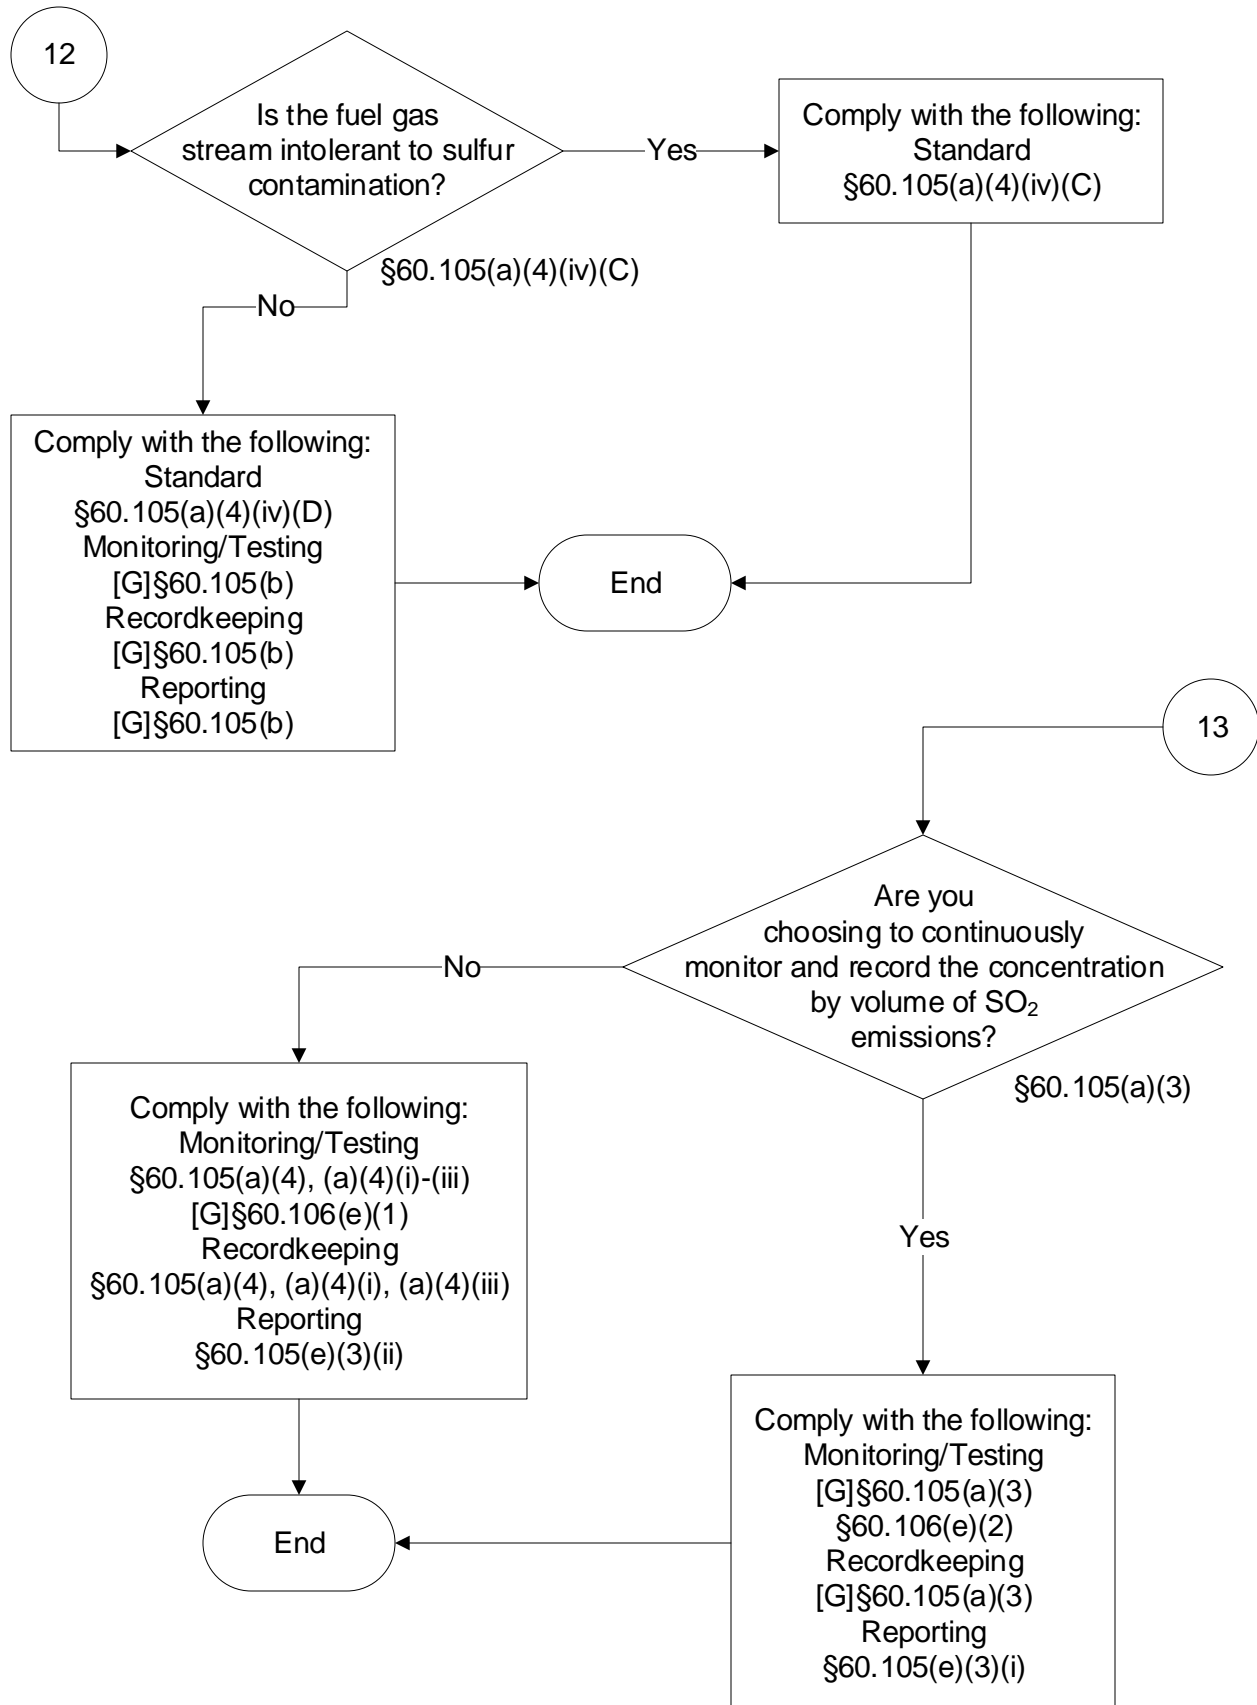 12
Is the fuel gas
stream intolerant to sulfur
contamination?
Yes
Comply with the following:
Standard
§60.105(a)(4)(iv)(C)
§60.105(a)(4)(iv)(C)
No
Comply with the following:
Standard
§60.105(a)(4)(iv)(D)
Monitoring/Testing
[G]§60.105(b)
Recordkeeping
[G]§60.105(b)
Reporting
[G]§60.105(b)
End
13
Are you
choosing to continuously
monitor and record the concentration
by volume of SO₂
emissions?
§60.105(a)(3)
No
Comply with the following:
Monitoring/Testing
§60.105(a)(4), (a)(4)(i)-(iii)
[G]§60.106(e)(1)
Recordkeeping
§60.105(a)(4), (a)(4)(i), (a)(4)(iii)
Reporting
§60.105(e)(3)(ii)
Yes
Comply with the following:
Monitoring/Testing
[G]§60.105(a)(3)
§60.106(e)(2)
Recordkeeping
[G]§60.105(a)(3)
Reporting
§60.105(e)(3)(i)
End